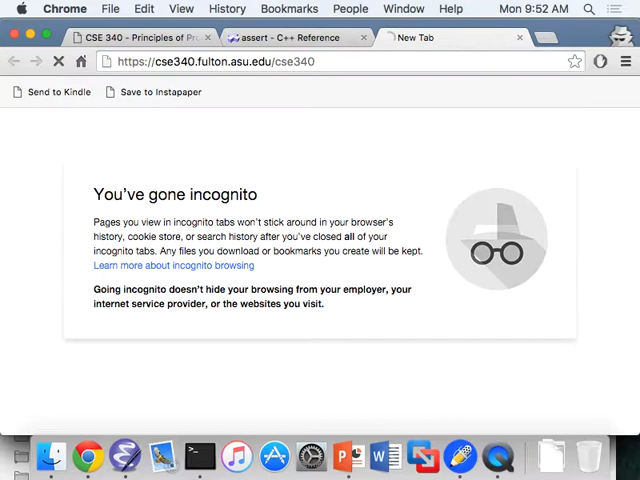 Chrome File Edit View History Bookmarks People Window Help Mon 9:52 AM
CSE 340 - Principles of Pra
assert - C++ Reference
New Tab
https://cse340.fulton.asu.edu/cse340
Send to Kindle
Save to Instapaper
You've gone incognito
Pages you view in incognito tabs won't stick around in your browser's
history, cookie store, or search history after you've closed all of your
incognito tabs. Any files you download or bookmarks you create will be kept.
Learn more about incognito browsing
Going incognito doesn't hide your browsing from your employer, your
internet service provider, or the websites you visit.